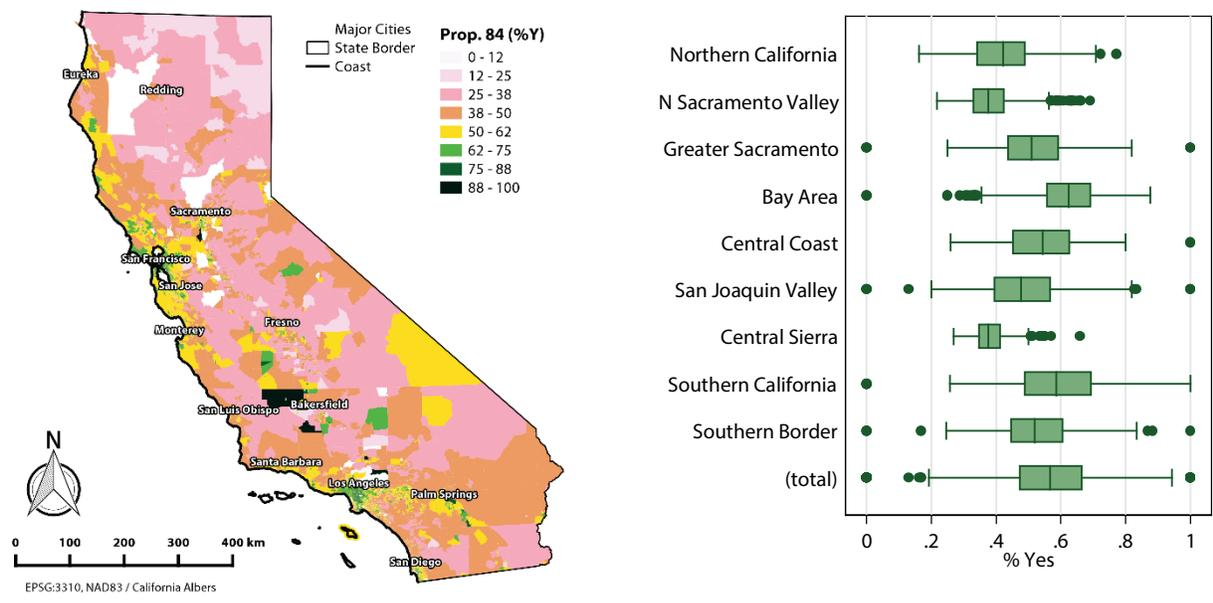 Major Cities
State Border
Coast
Prop. 84 (%Y)
0 - 12
12 - 25
25 - 38
38 - 50
50 - 62
62 - 75
75 - 88
88 - 100
Eureka
Redding
Sacramento
San Francisco
San Jose
Monterey
Fresno
San Luis Obispo
Bakersfield
Santa Barbara
Los Angeles
Palm Springs
San Diego
N
0 100 200 300 400 km
EPSG:3310, NAD83 / California Albers
Northern California
N Sacramento Valley
Greater Sacramento
Bay Area
Central Coast
San Joaquin Valley
Central Sierra
Southern California
Southern Border
(total)
0 .2 .4 .6 .8 1
% Yes